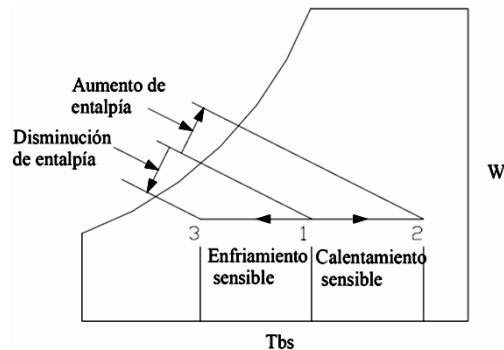 Aumento de
entalpía
Disminución
de entalpía
W
3
1
2
Enfriamiento
sensible
Calentamiento
sensible
Tbs